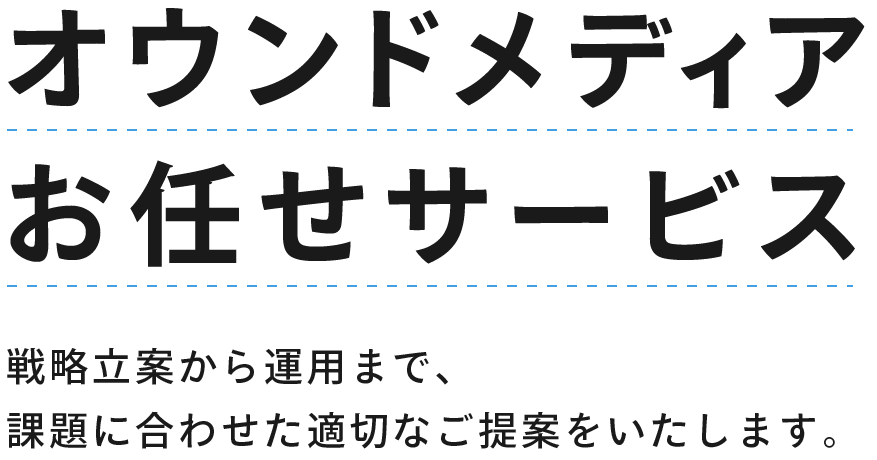 オウンドメディア
お任せサービス
戦略立案から運用まで、
課題に合わせた適切なご提案をいたします。